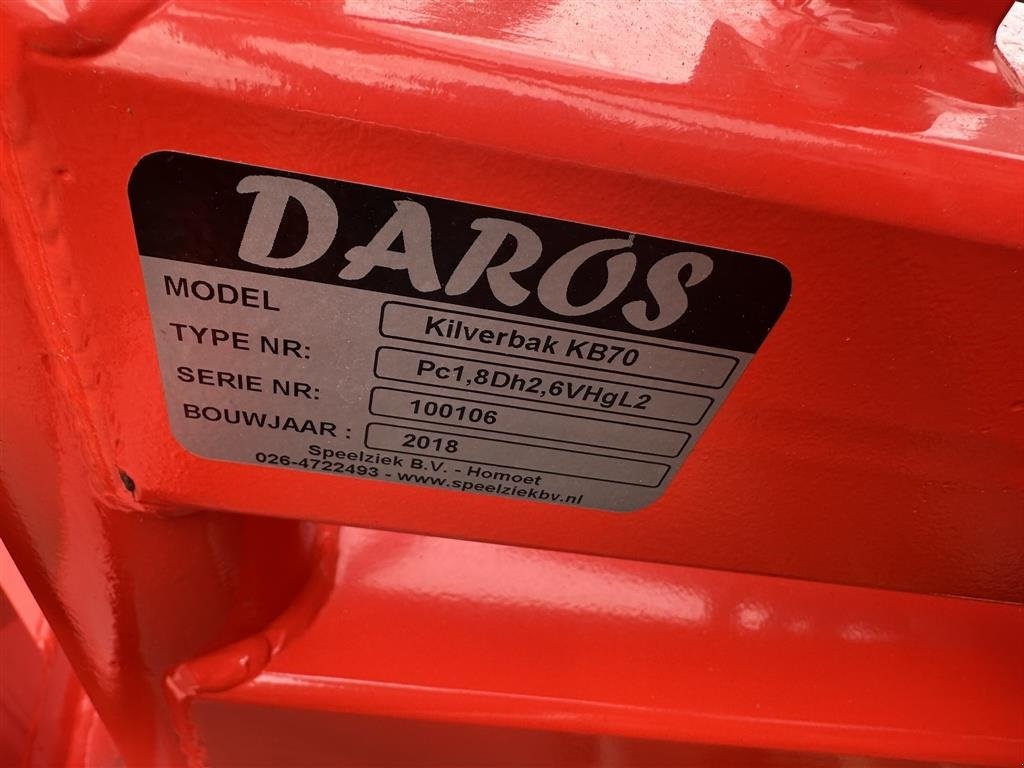 DAROS
MODEL Kilverbak KB70
TYPE NR: Pc1,8Dh2,6VHgL2
SERIE NR: 100106
BOUWJAAR : 2018
Speelziek B.V. - Homoet
026-4722493 - www.speelziekbv.nl